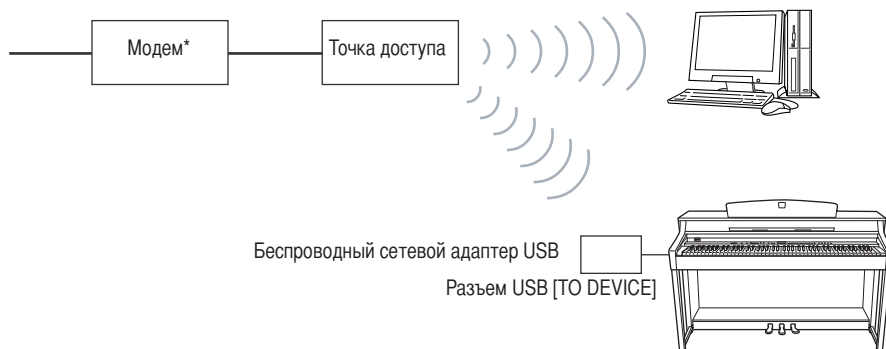 Модем*
Точка доступа
Беспроводный сетевой адаптер USB
Разъем USB [TO DEVICE]